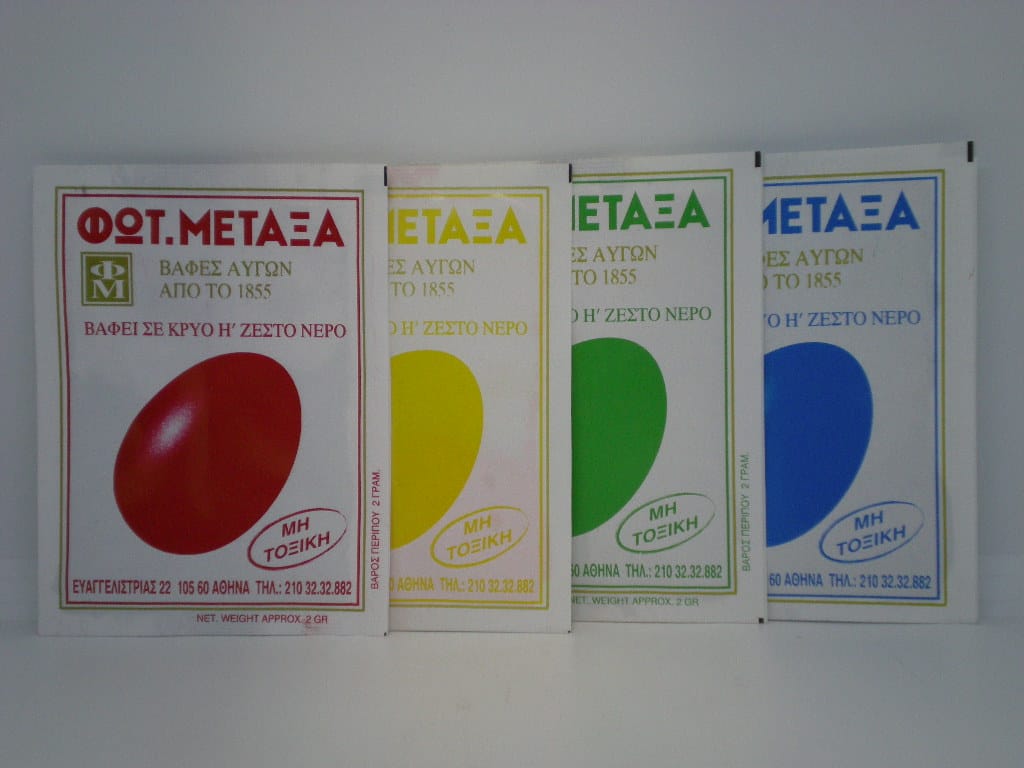 ΦΩΤ. ΜΕΤΑΞΑ
ΦΜ
ΒΑΦΕΣ ΑΥΓΩΝ
ΑΠΟ ΤΟ 1855
ΒΑΦΕΙ ΣΕ ΚΡΥΟ Η' ΖΕΣΤΟ ΝΕΡΟ
ΜΗ
ΤΟΞΙΚΗ
ΕΥΑΓΓΕΛΙΣΤΡΙΑΣ 22 105 60 ΑΘΗΝΑ ΤΗΛ.: 210 32.32.882
NET. WEIGHT APPROX. 2 GR
ΒΑΡΟΣ ΠΕΡΙΠΟΥ 2 ΓΡΑΜ.
ΕΤΑΞΑ
ΕΣ ΑΥΓΩΝ
ΤΟ 1855
Ο Η' ΖΕΣΤΟ ΝΕΡΟ
ΜΗ
ΤΟΞΙΚΗ
ΑΘΗΝΑ ΤΗΛ.: 210 32.32.882
ΜΕΤΑΞΑ
ΕΣ ΑΥΓΩΝ
ΤΟ 1855
Ο Η' ΖΕΣΤΟ ΝΕΡΟ
ΜΗ
ΤΟΞΙΚΗ
ΑΘΗΝΑ ΤΗΛ.: 210 32.32.882
ET. WEIGHT APPROX. 2 GR
ΒΑΡΟΣ ΠΕΡΙΠΟΥ 2 ΓΡΑΜ.
ΜΕΤΑΞΑ
ΕΣ ΑΥΓΩΝ
ΤΟ 1855
ΥΟ Η' ΖΕΣΤΟ ΝΕΡΟ
ΜΗ
ΤΟΞΙΚΗ
60 ΑΘΗΝΑ ΤΗΛ.: 210 32.32.882